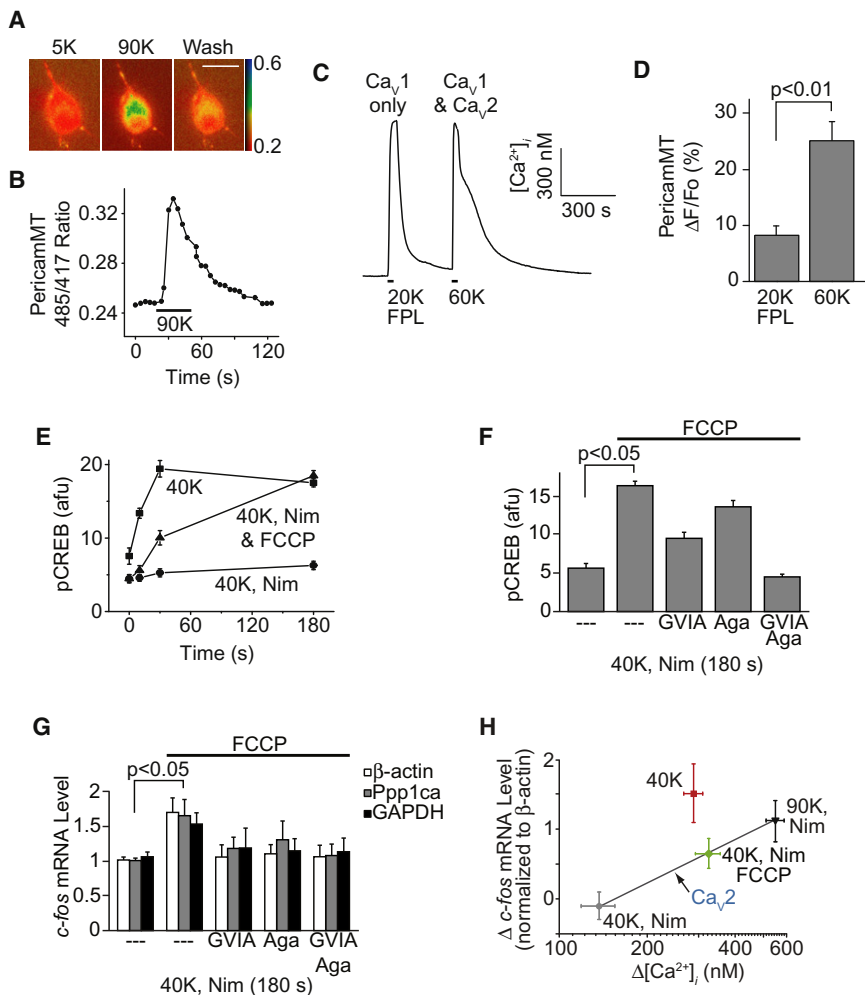 A
5K
90K
Wash
0.6
0.2
B
PericamMT
485/417 Ratio
0.32
0.28
0.24
90K
0
60
120
Time (s)
C
CaV1
only
CaV1
& CaV2
[Ca2+]i
300 nM
300 s
20K
FPL
60K
D
p<0.01
PericamMT
ΔF/Fo (%)
30
20
10
0
20K
FPL
60K
E
pCREB (afu)
20
10
0
40K
40K, Nim
& FCCP
40K, Nim
0
60
180
Time (s)
F
FCCP
p<0.05
pCREB (afu)
15
10
5
0
---
---
GVIA
Aga
GVIA
Aga
40K, Nim (180 s)
G
FCCP
p<0.05
β-actin
Ppp1ca
GAPDH
c-fos mRNA Level
2
1.5
1
0.5
0
---
---
GVIA
Aga
GVIA
Aga
40K, Nim (180 s)
H
Δ c-fos mRNA Level
(normalized to β-actin)
2
1
0
40K
90K,
Nim
40K, Nim
FCCP
CaV2
40K, Nim
100
200
400
600
Δ[Ca2+]i (nM)